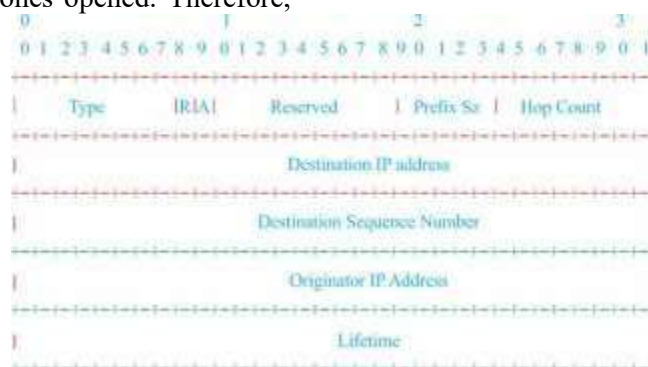 ones opened. Therefore,
0 1 2 3
0 1 2 3 4 5 6 7 8 9 0 1 2 3 4 5 6 7 8 9 0 1 2 3 4 5 6 7 8 9 0 1
| Type |R|A| Reserved | Prefix Sz | Hop Count
| Destination IP address
| Destination Sequence Number
| Originator IP Address
| Lifetime